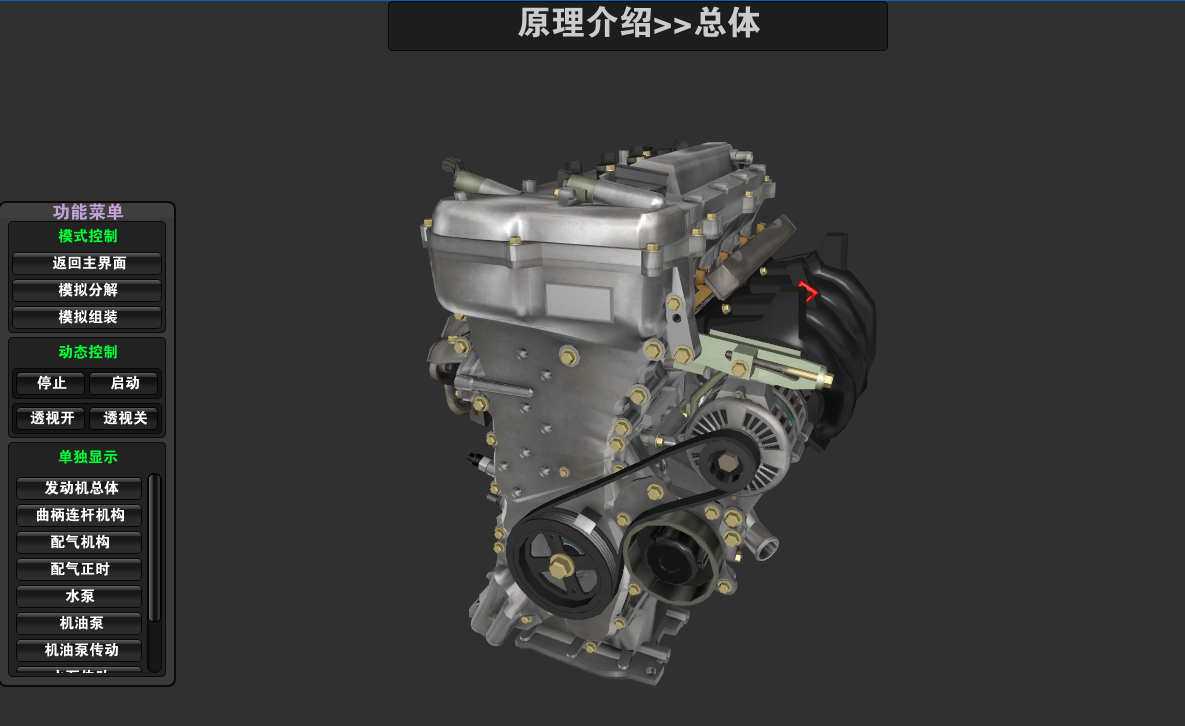 原理介绍>>总体
功能菜单
模式控制
返回主界面
模拟分解
模拟组装
动态控制
停止 启动
透视开 透视关
单独显示
发动机总体
曲柄连杆机构
配气机构
配气正时
水泵
机油泵
机油泵传动